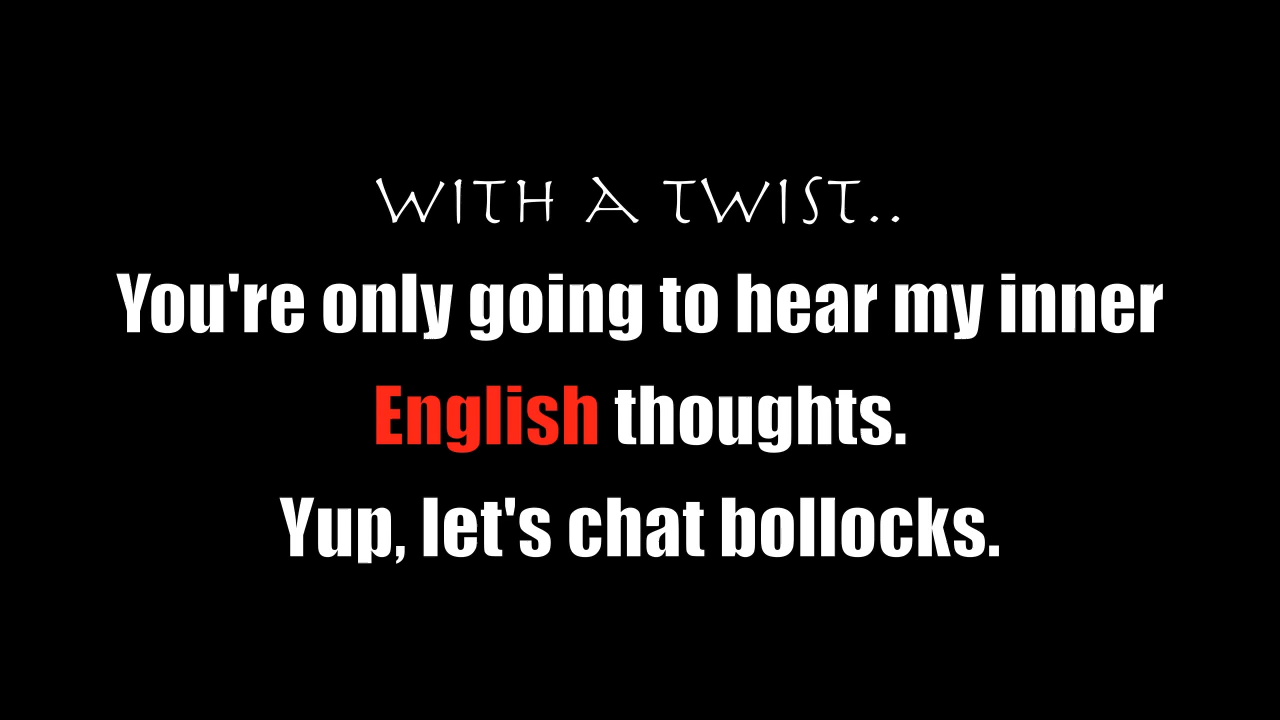 WITH A TWIST..
You're only going to hear my inner
English thoughts.
Yup, let's chat bollocks.